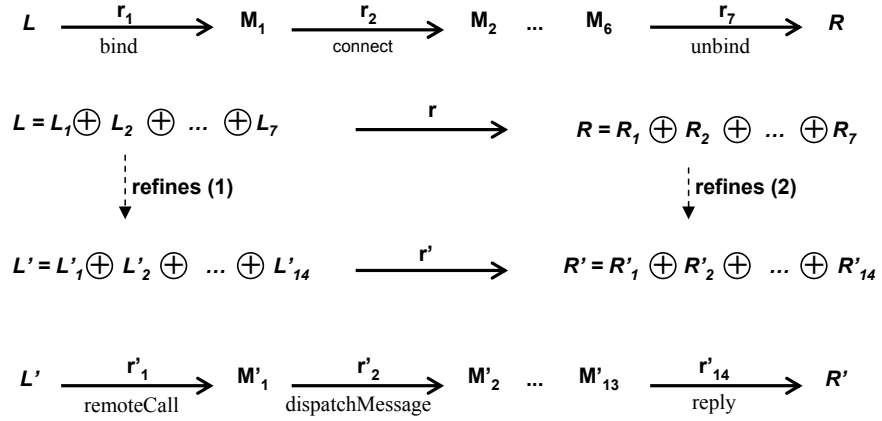 L r₁ M₁ r₂ M₂ ... M₆ r₇ R
bind connect unbind
L = L₁ ⊕ L₂ ⊕ ... ⊕ L₇ r R = R₁ ⊕ R₂ ⊕ ... ⊕ R₇
refines (1) refines (2)
L' = L'₁ ⊕ L'₂ ⊕ ... ⊕ L'₁₄ r' R' = R'₁ ⊕ R'₂ ⊕ ... ⊕ R'₁₄
L' r'₁ M'₁ r'₂ M'₂ ... M'₁₃ r'₁₄ R'
remoteCall dispatchMessage reply